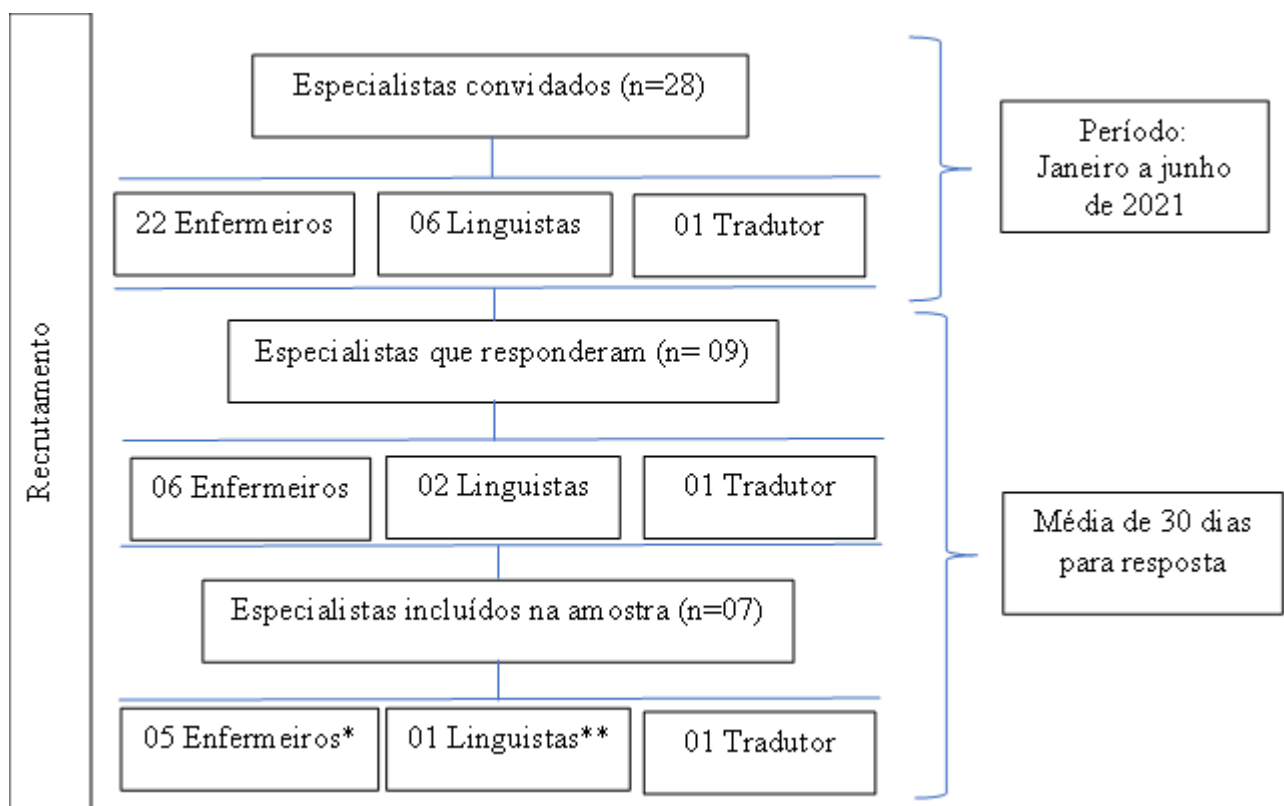 Recrutamento
Especialistas convidados (n=28)
22 Enfermeiros
06 Linguistas
01 Tradutor
Período:
Janeiro a junho
de 2021
Especialistas que responderam (n= 09)
06 Enfermeiros
02 Linguistas
01 Tradutor
Média de 30 dias
para resposta
Especialistas incluídos na amostra (n=07)
05 Enfermeiros*
01 Linguistas**
01 Tradutor